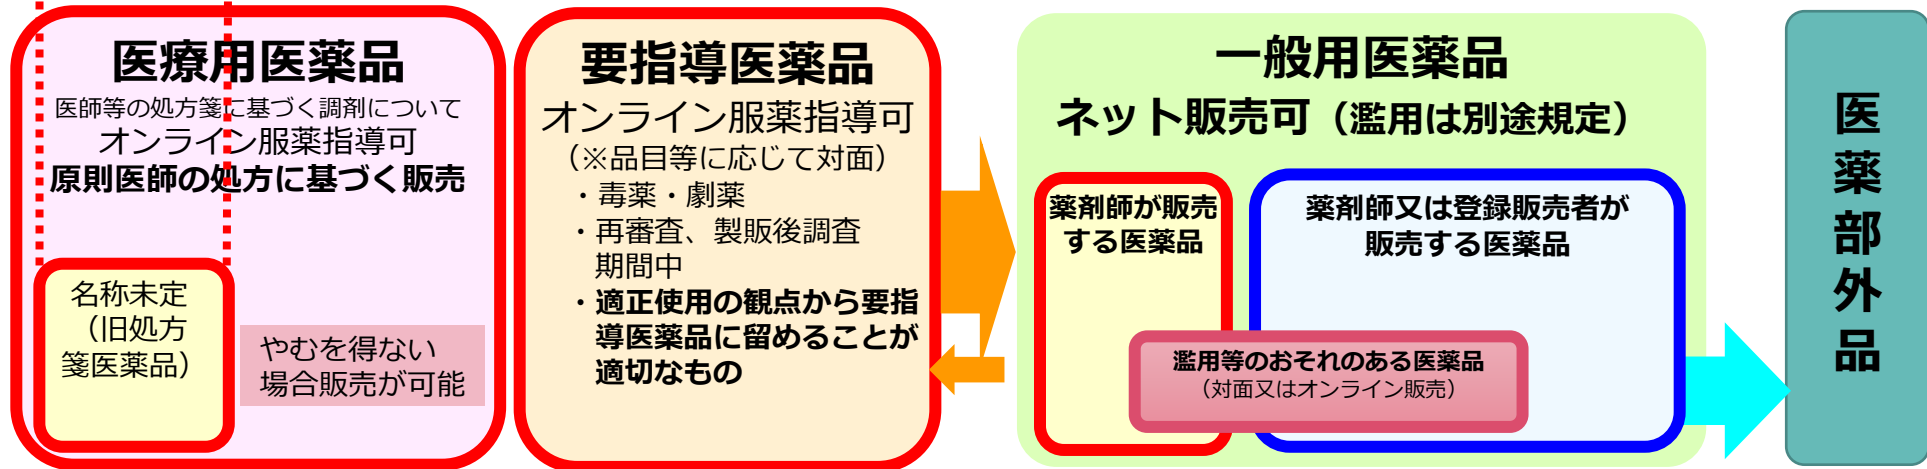 医療用医薬品
医師等の処方箋に基づく調剤について
オンライン服薬指導可
原則医師の処方に基づく販売
名称未定
（旧処方
箋医薬品）
やむを得ない
場合販売が可能
要指導医薬品
オンライン服薬指導可
（※品目等に応じて対面）
・毒薬・劇薬
・再審査、製販後調査
期間中
・適正使用の観点から要指
導医薬品に留めることが
適切なもの
一般用医薬品
ネット販売可（濫用は別途規定）
薬剤師が販売
する医薬品
薬剤師又は登録販売者が
販売する医薬品
濫用等のおそれのある医薬品
（対面又はオンライン販売）
医薬部外品